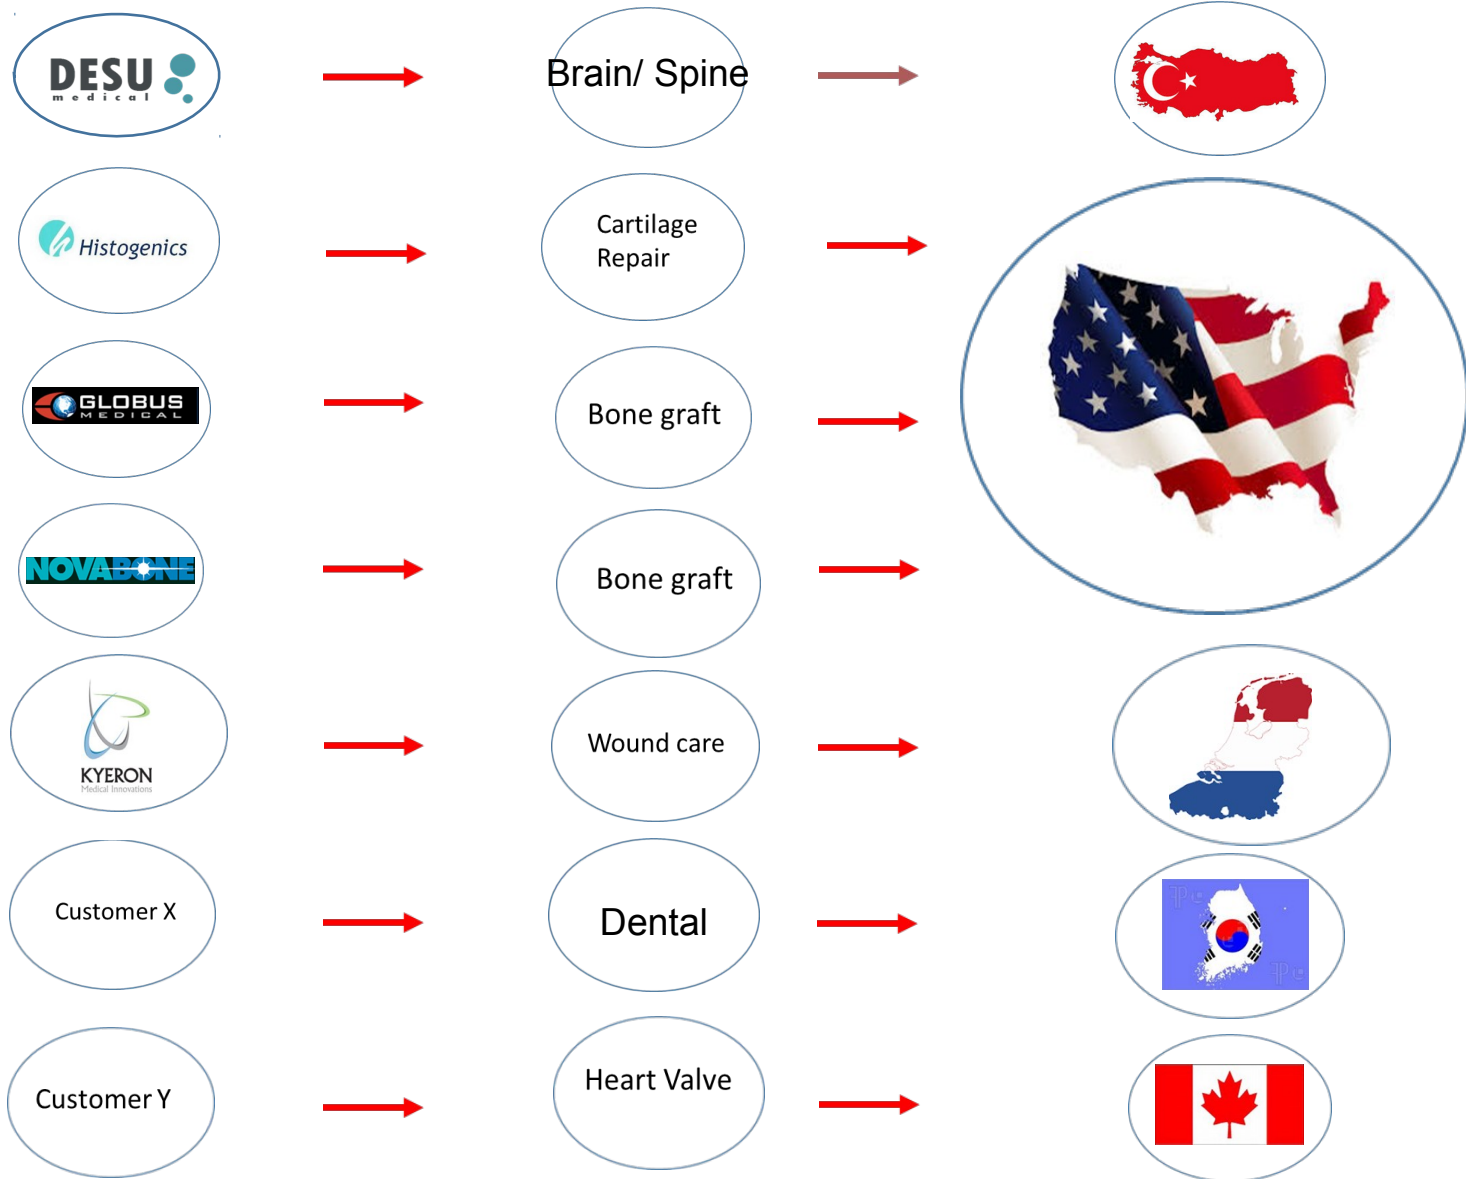 DESU
medical
Brain/ Spine
Histogenics
Cartilage
Repair
GLOBUS
MEDICAL
Bone graft
NOVABONE
Bone graft
KYERON
Medical Innovations
Wound care
Customer X
Dental
Customer Y
Heart Valve